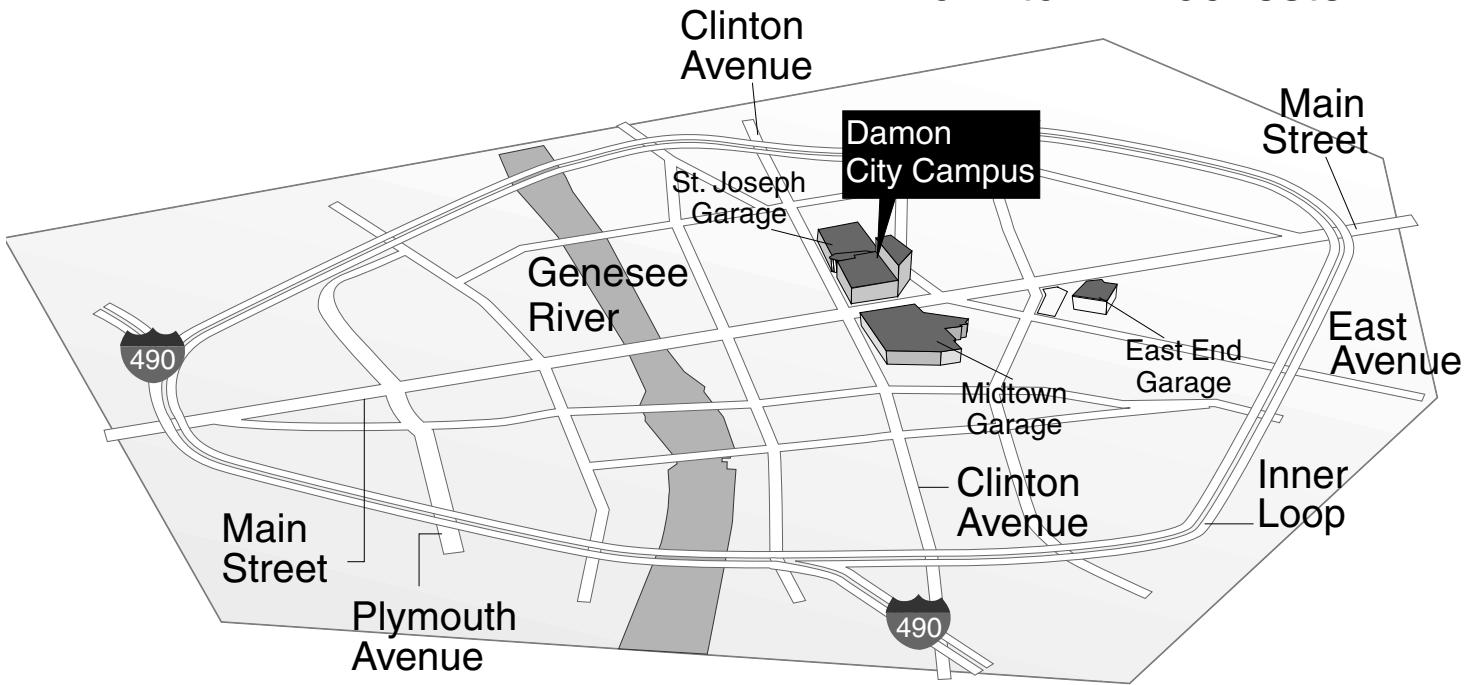 Clinton
Avenue
Main
Street
Damon
City Campus
St. Joseph
Garage
Genesee
River
490
East
Avenue
East End
Garage
Midtown
Garage
Clinton
Avenue
Inner
Loop
Main
Street
Plymouth
Avenue
490